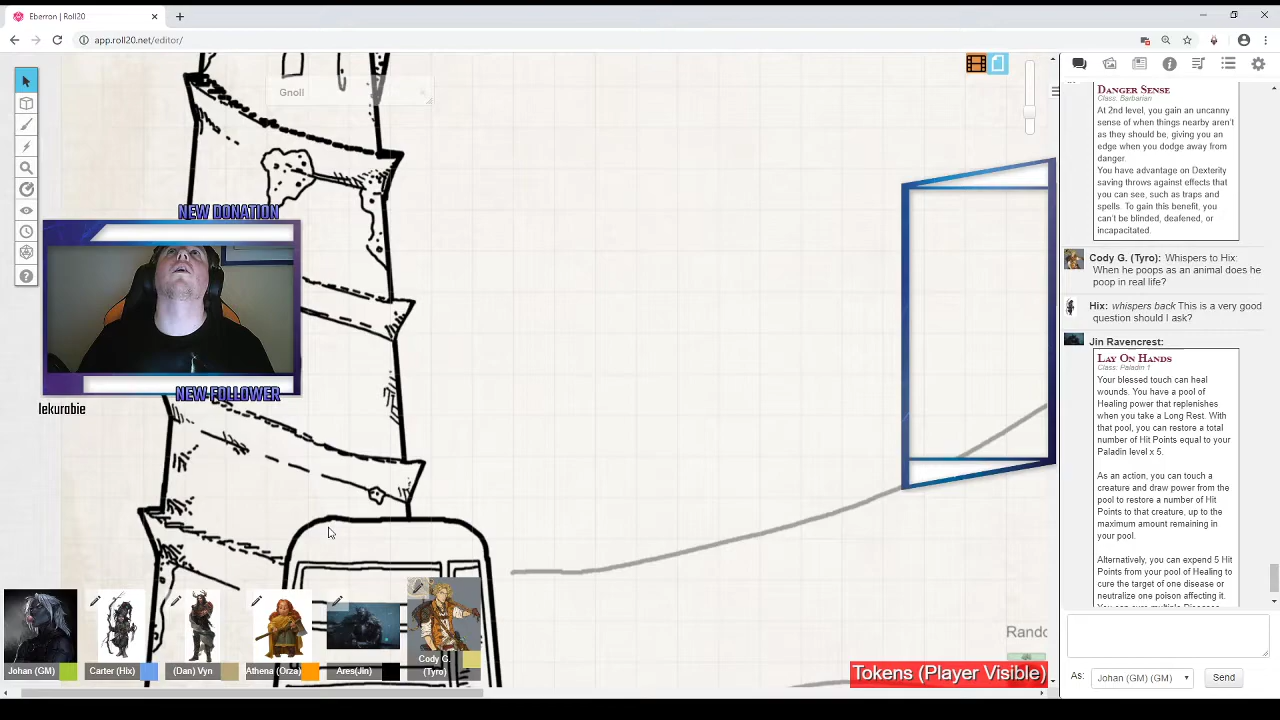 Eberron | Roll20
app.roll20.net/editor/
Gnoll
NEW DONATION
NEW FOLLOWER
lekurabie
Johan (GM)
Carter (Hix)
(Dan) Vyn
Athena (Orza)
Ares(Jin)
Cody G.
(Tyro)
Rando
Tokens (Player Visible)
DANGER SENSE
Class: Barbarian
At 2nd level, you gain an uncanny
sense of when things nearby aren't
as they should be, giving you an
edge when you dodge away from
danger.
You have advantage on Dexterity
saving throws against effects that
you can see, such as traps and
spells. To gain this benefit, you
can't be blinded, deafened, or
incapacitated.
Cody G. (Tyro): Whispers to Hix:
When he poops as an animal does he
poop in real life?
Hix: whispers back This is a very good
question should I ask?
Jin Ravencrest:
LAY ON HANDS
Class: Paladin 1
Your blessed touch can heal
wounds. You have a pool of
Healing power that replenishes
when you take a Long Rest. With
that pool, you can restore a total
number of Hit Points equal to your
Paladin level x 5.
As an action, you can touch a
creature and draw power from the
pool to restore a number of Hit
Points to that creature, up to the
maximum amount remaining in
your pool.
Alternatively, you can expend 5 Hit
Points from your pool of Healing to
cure the target of one disease or
neutralize one poison affecting it.
As: Johan (GM) (GM)
Send